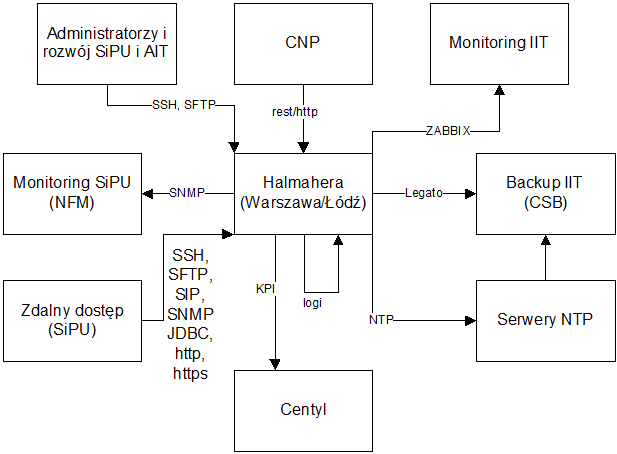 Administratorzy i
rozwój SiPU i AIT
CNP
Monitoring IIT
SSH, SFTP
rest/http
ZABBIX
Monitoring SiPU
(NFM)
SNMP
Halmahera
(Warszawa/Łódź)
Legato
Backup IIT
(CSB)
Zdalny dostęp
(SiPU)
SSH,
SFTP,
SIP,
SNMP
JDBC,
http,
https
KPI
logi
NTP
Serwery NTP
Centyl